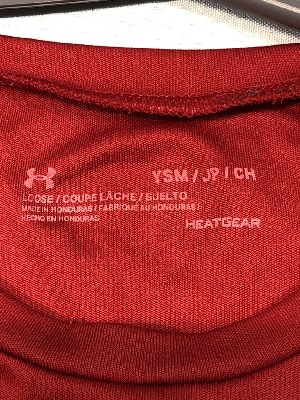 YSM / JP / CH
LOOSE / COUPE LÂCHE / SUELTO
MADE IN HONDURAS / FABRIQUÉ AU HONDURAS /
HECHO EN HONDURAS
HEATGEAR